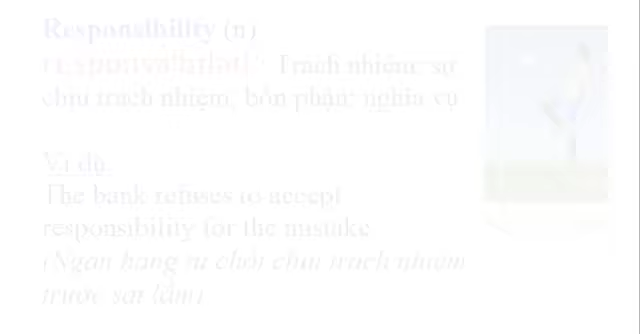 Responsibility (n)
Trách nhiệm, sự
chịu trách nhiệm, bổn phận, nghĩa vụ
Ví dụ
The bank refuses to accept
responsibility for the mistake
(Ngân hàng từ chối chịu trách nhiệm
trước sai lầm)